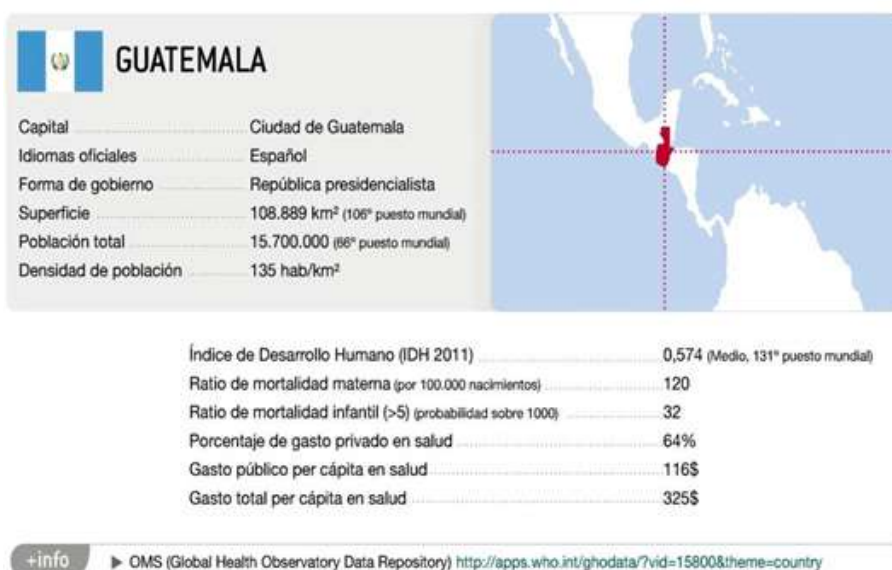 GUATEMALA
Capital Ciudad de Guatemala
Idiomas oficiales Español
Forma de gobierno República presidencialista
Superficie 108.889 km² (106º puesto mundial)
Población total 15.700.000 (66º puesto mundial)
Densidad de población 135 hab/km²
Índice de Desarrollo Humano (IDH 2011) 0,574 (Medio, 131º puesto mundial)
Ratio de mortalidad materna (por 100.000 nacimientos) 120
Ratio de mortalidad infantil (>5) (probabilidad sobre 1000) 32
Porcentaje de gasto privado en salud 64%
Gasto público per cápita en salud 116$
Gasto total per cápita en salud 325$
+info ▶ OMS (Global Health Observatory Data Repository) http://apps.who.int/ghodata/?vid=15800&theme=country